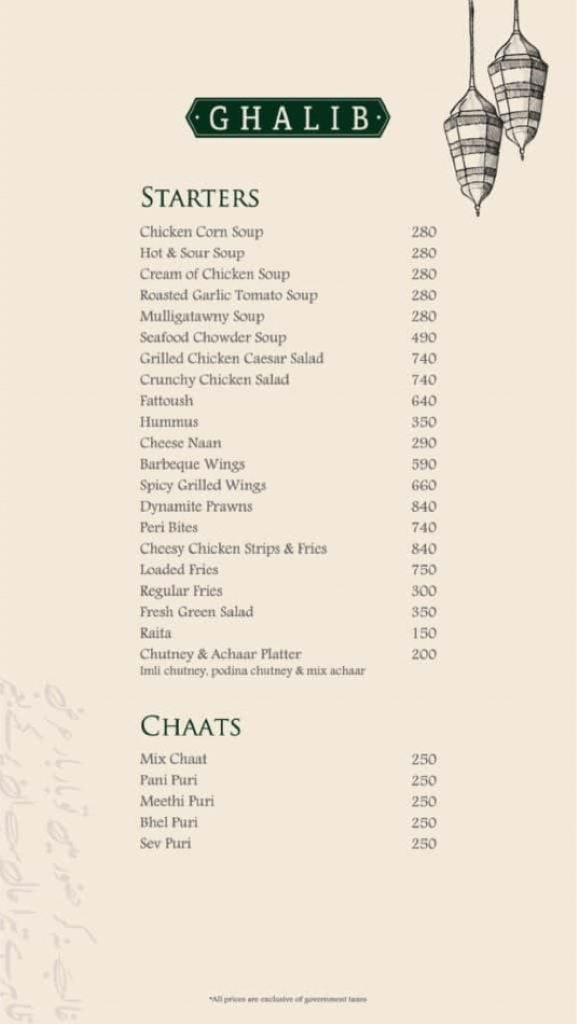 GHALIB
STARTERS
Chicken Corn Soup 280
Hot & Sour Soup 280
Cream of Chicken Soup 280
Roasted Garlic Tomato Soup 280
Mulligatawny Soup 280
Seafood Chowder Soup 490
Grilled Chicken Caesar Salad 740
Crunchy Chicken Salad 740
Fattoush 640
Hummus 350
Cheese Naan 290
Barbeque Wings 590
Spicy Grilled Wings 660
Dynamite Prawns 840
Peri Bites 740
Cheesy Chicken Strips & Fries 840
Loaded Fries 750
Regular Fries 300
Fresh Green Salad 350
Raita 150
Chutney & Achaar Platter 200
Imli chutney, podina chutney & mix achaar
CHAATS
Mix Chaat 250
Pani Puri 250
Meethi Puri 250
Bhel Puri 250
Sev Puri 250
*All prices are exclusive of government taxes